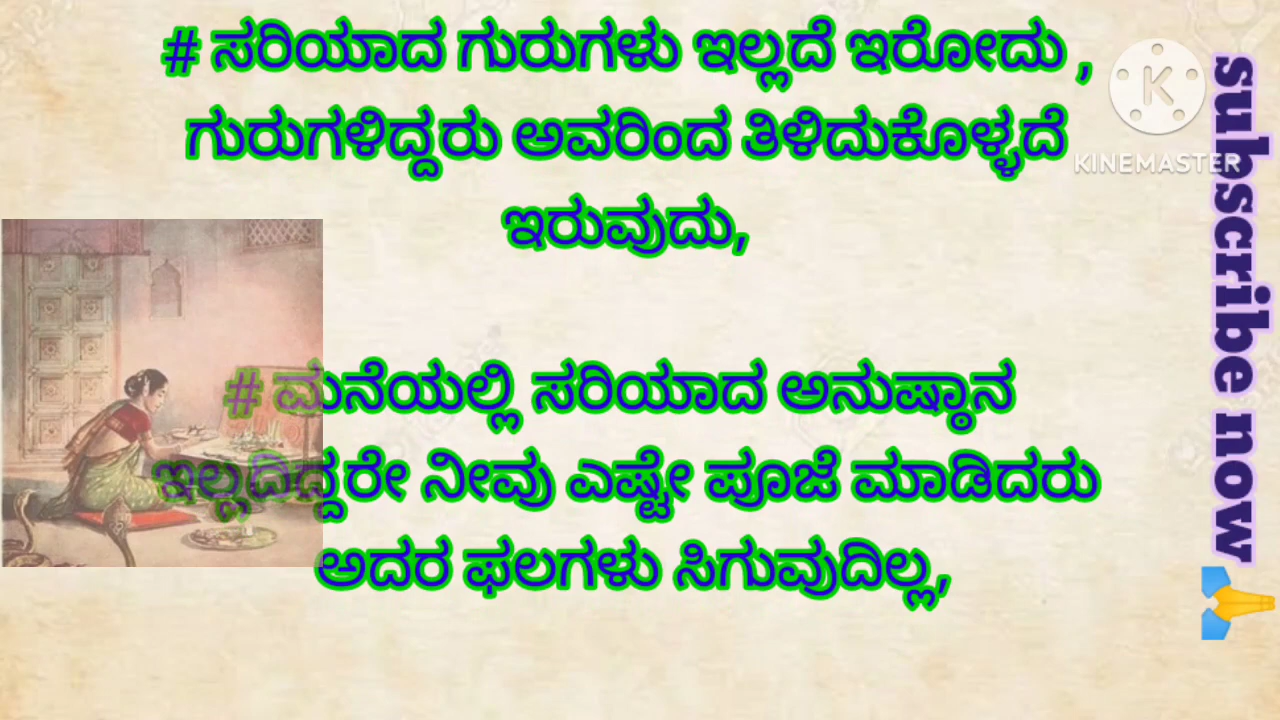 # ಸರಿಯಾದ ಗುರುಗಳು ಇಲ್ಲದೆ ಇರೋದು ,
ಗುರುಗಳಿದ್ದರು ಅವರಿಂದ ತಿಳಿದುಕೊಳ್ಳದೆ
ಇರುವುದು,
# ಮನೆಯಲ್ಲಿ ಸರಿಯಾದ ಅನುಷ್ಠಾನ
ಇಲ್ಲದಿದ್ದರೇ ನೀವು ಎಷ್ಟೇ ಪೂಜೆ ಮಾಡಿದರು
ಅದರ ಫಲಗಳು ಸಿಗುವುದಿಲ್ಲ,
K
KINEMASTER
subscribe now 🙏